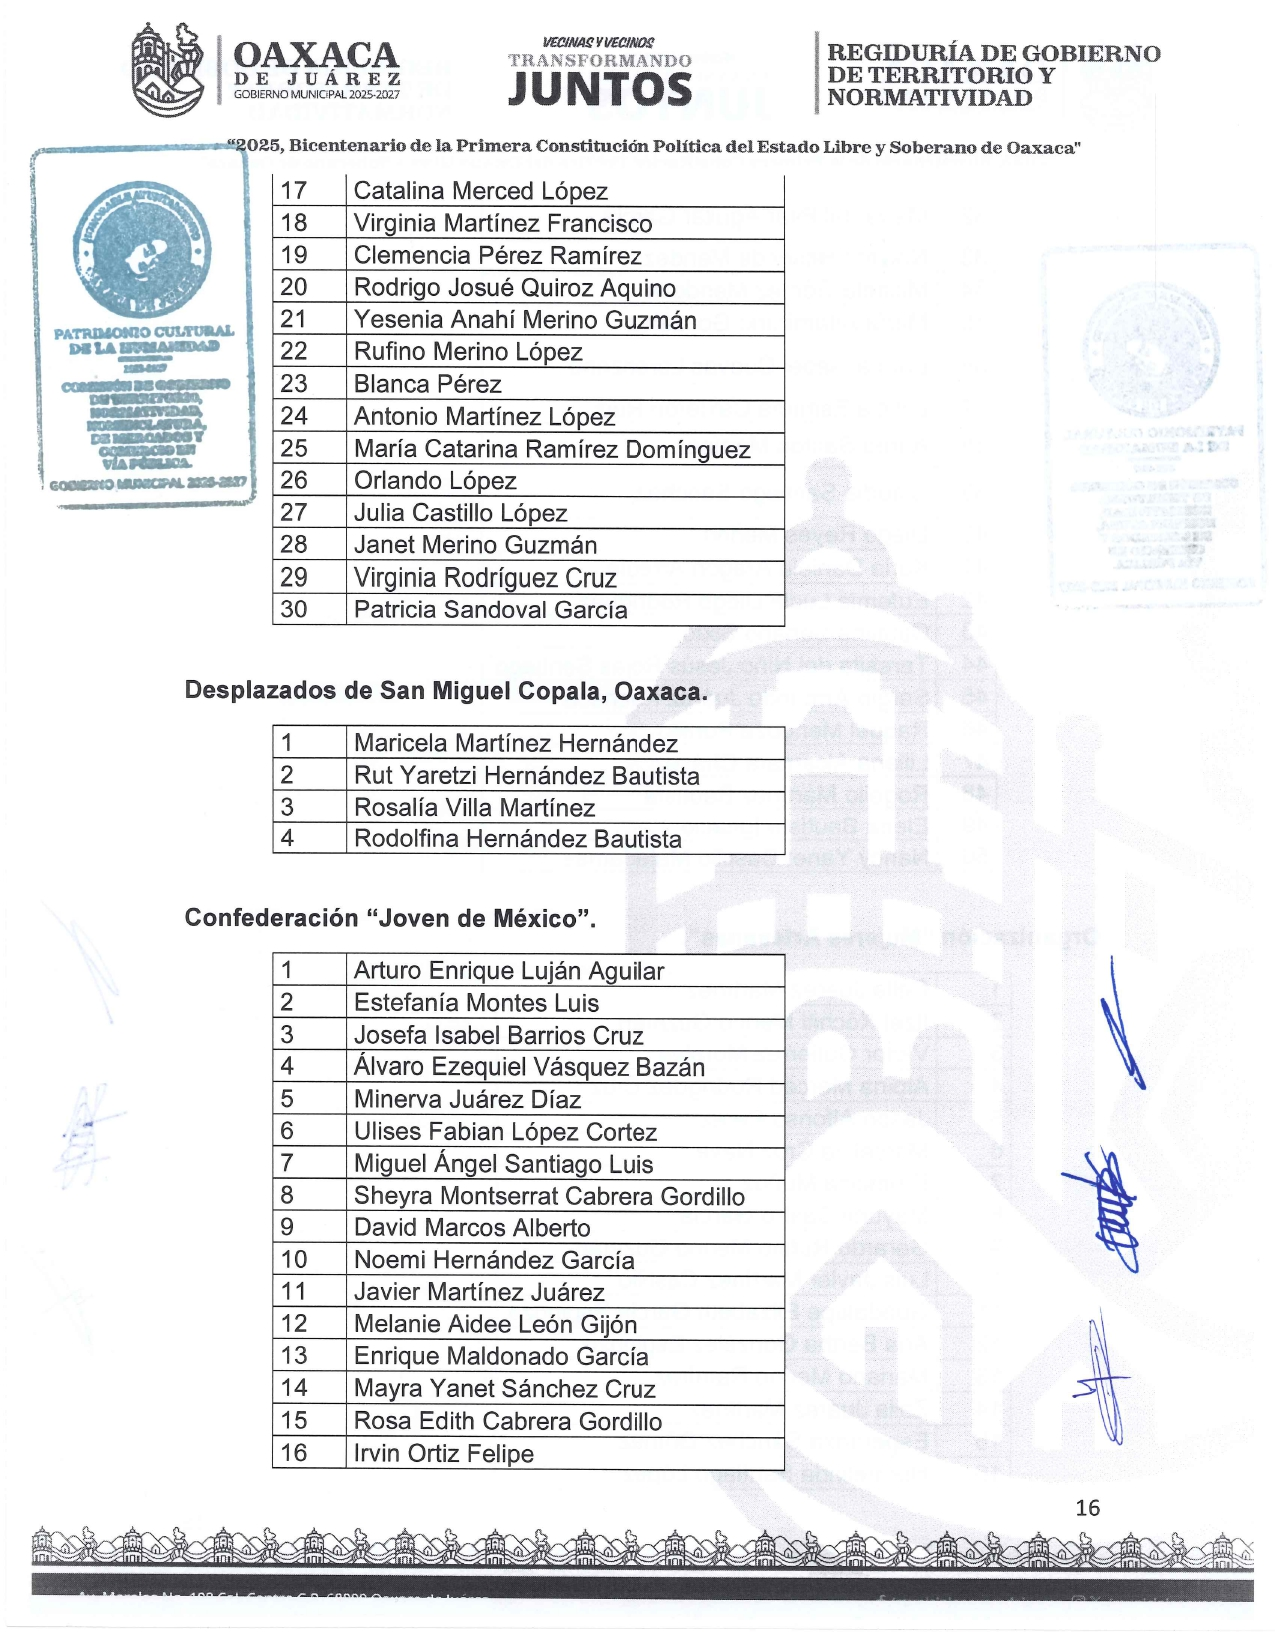 OAXACA
DE JUÁREZ
GOBIERNO MUNICIPAL 2025-2027
VECINAS Y VECINOS
TRANSFORMANDO
JUNTOS
REGIDURÍA DE GOBIERNO
DE TERRITORIO Y
NORMATIVIDAD
“2025, Bicentenario de la Primera Constitución Política del Estado Libre y Soberano de Oaxaca"
PATRIMONIO CULTURAL
DE LA HUMANIDAD
2025-2027
COMISIÓN DE GOBIERNO
DE TERRITORIO,
NORMATIVIDAD,
NOMENCLATURA,
DE MERCADOS Y
COMERCIO EN
VÍA PÚBLICA.
GOBIERNO MUNICIPAL 2025-2027
17 Catalina Merced López
18 Virginia Martínez Francisco
19 Clemencia Pérez Ramírez
20 Rodrigo Josué Quiroz Aquino
21 Yesenia Anahí Merino Guzmán
22 Rufino Merino López
23 Blanca Pérez
24 Antonio Martínez López
25 María Catarina Ramírez Domínguez
26 Orlando López
27 Julia Castillo López
28 Janet Merino Guzmán
29 Virginia Rodríguez Cruz
30 Patricia Sandoval García
Desplazados de San Miguel Copala, Oaxaca.
1 Maricela Martínez Hernández
2 Rut Yaretzi Hernández Bautista
3 Rosalía Villa Martínez
4 Rodolfina Hernández Bautista
Confederación “Joven de México”.
1 Arturo Enrique Luján Aguilar
2 Estefanía Montes Luis
3 Josefa Isabel Barrios Cruz
4 Álvaro Ezequiel Vásquez Bazán
5 Minerva Juárez Díaz
6 Ulises Fabian López Cortez
7 Miguel Ángel Santiago Luis
8 Sheyra Montserrat Cabrera Gordillo
9 David Marcos Alberto
10 Noemi Hernández García
11 Javier Martínez Juárez
12 Melanie Aidee León Gijón
13 Enrique Maldonado García
14 Mayra Yanet Sánchez Cruz
15 Rosa Edith Cabrera Gordillo
16 Irvin Ortiz Felipe
16